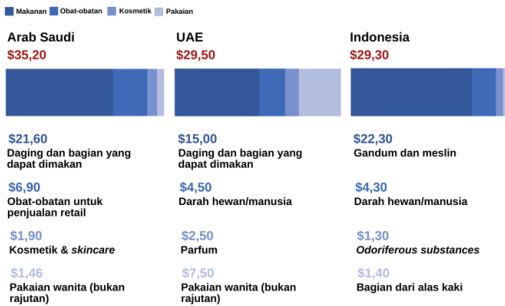 Makanan Obat-obatan Kosmetik Pakaian
Arab Saudi
$35,20
$21,60
Daging dan bagian yang
dapat dimakan
$6,90
Obat-obatan untuk
penjualan retail
$1,90
Kosmetik & skincare
$1,46
Pakaian wanita (bukan
rajutan)
UAE
$29,50
$15,00
Daging dan bagian yang
dapat dimakan
$4,50
Darah hewan/manusia
$2,50
Parfum
$7,50
Pakaian wanita (bukan
rajutan)
Indonesia
$29,30
$22,30
Gandum dan meslin
$4,30
Darah hewan/manusia
$1,30
Odoriferous substances
$1,40
Bagian dari alas kaki